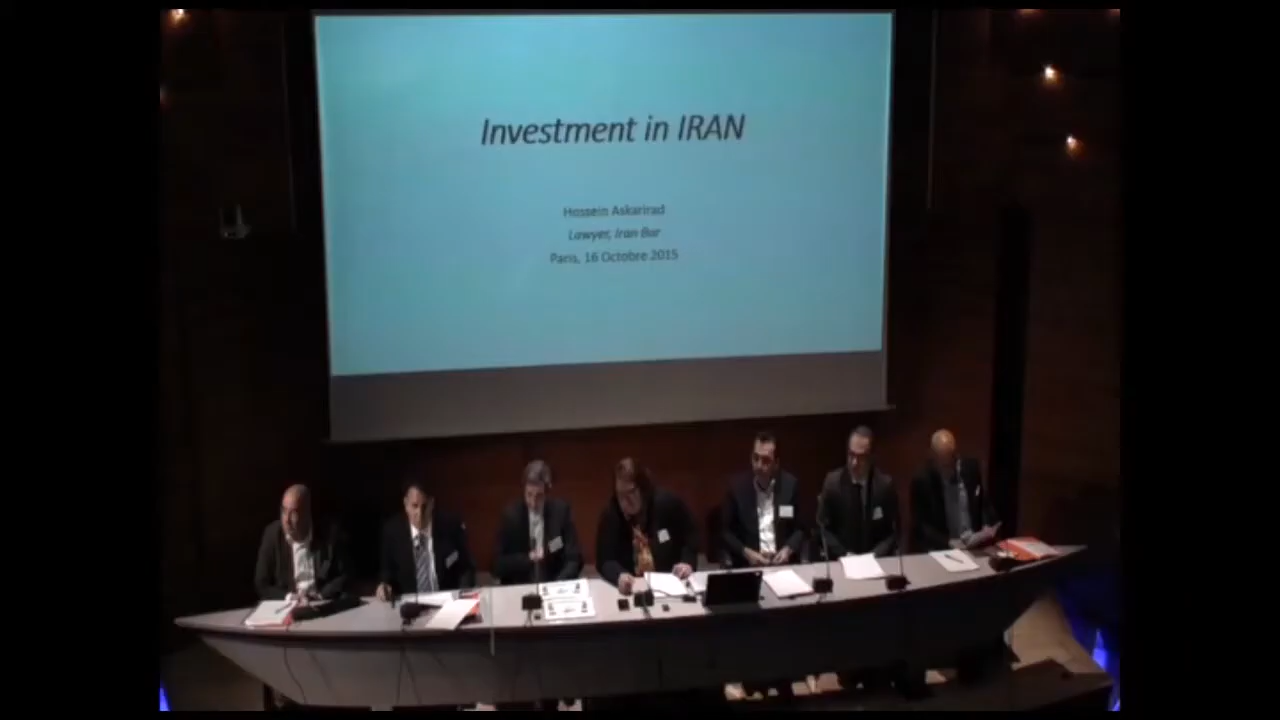 Investment in IRAN
Hossein Askarirad
Lawyer, Iran Bar
Paris, 16 Octobre 2015